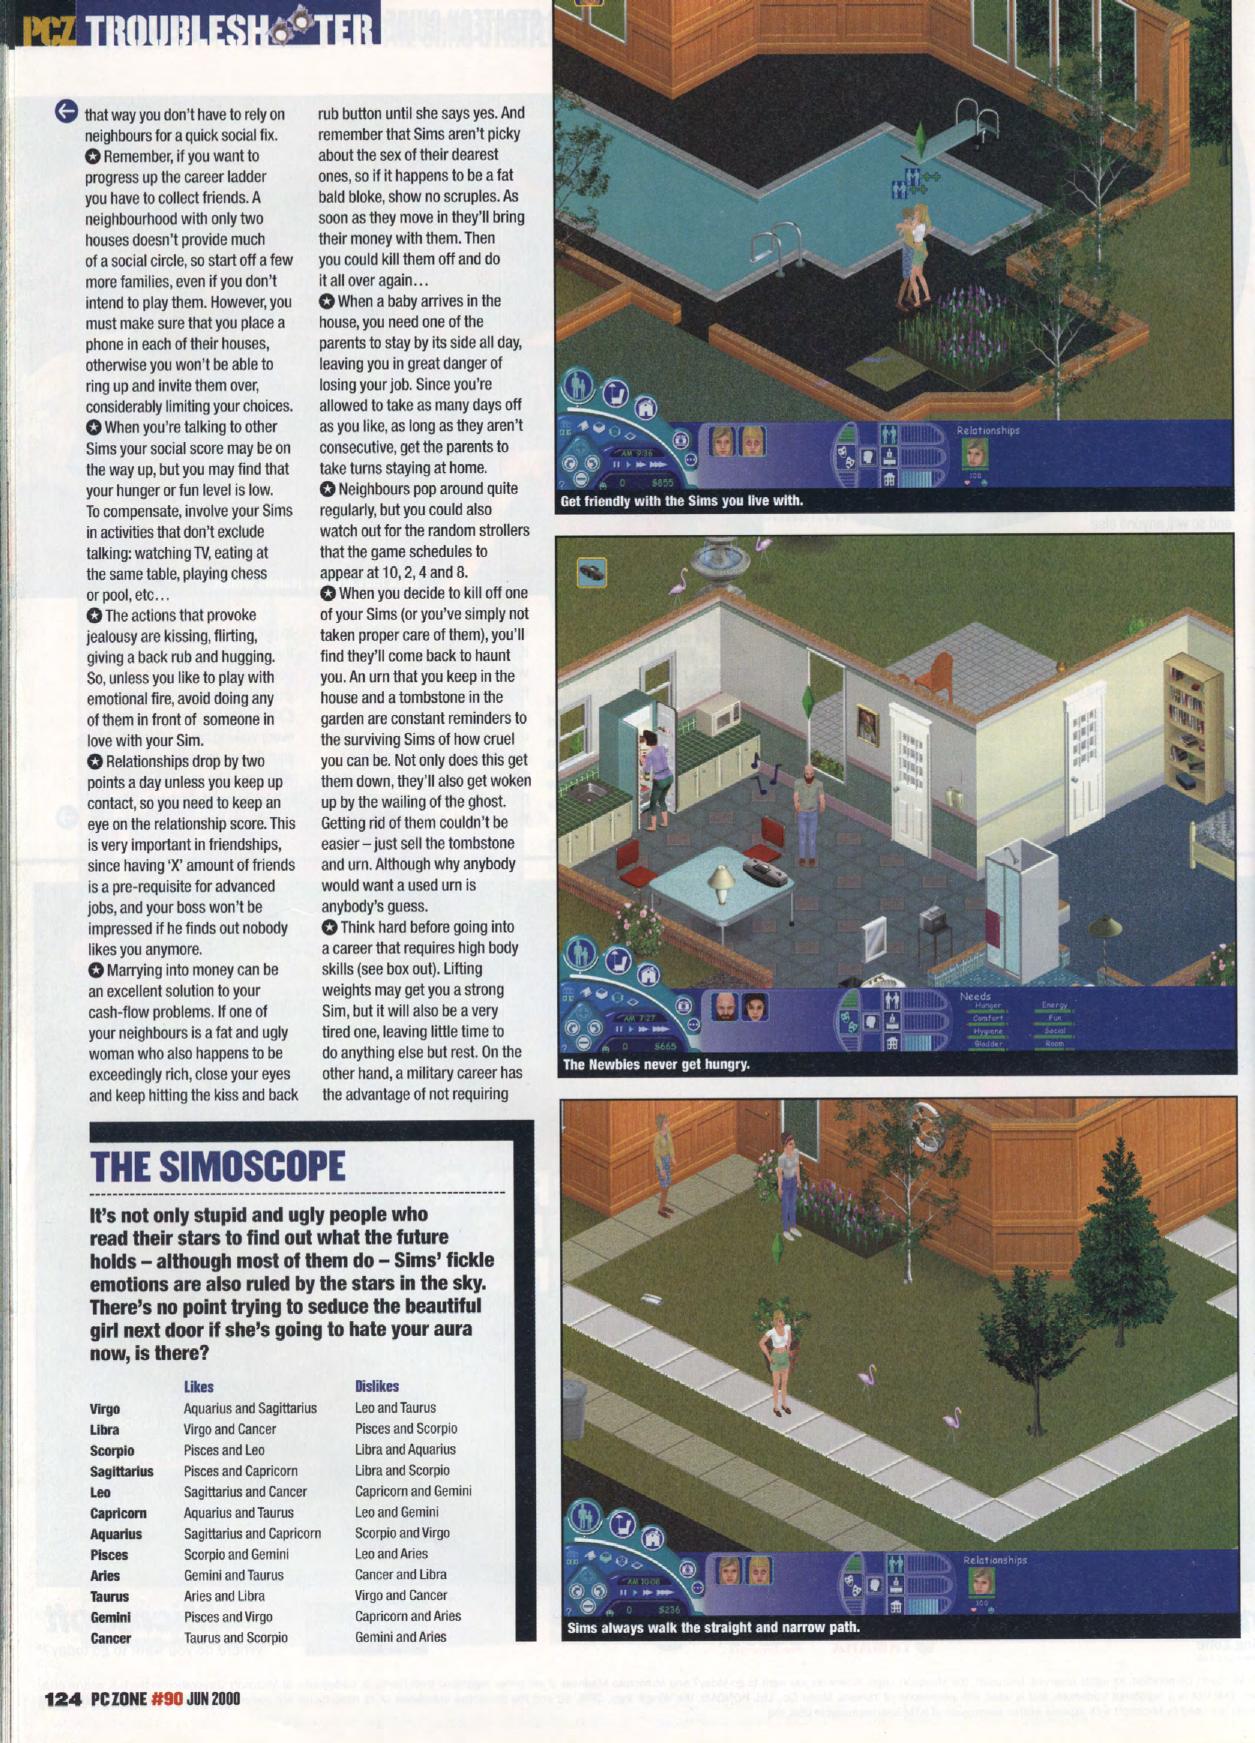 PCZ TROUBLESHOOTER
that way you don't have to rely on
neighbours for a quick social fix.
Remember, if you want to
progress up the career ladder
you have to collect friends. A
neighbourhood with only two
houses doesn't provide much
of a social circle, so start off a few
more families, even if you don't
intend to play them. However, you
must make sure that you place a
phone in each of their houses,
otherwise you won't be able to
ring up and invite them over,
considerably limiting your choices.
When you're talking to other
Sims your social score may be on
the way up, but you may find that
your hunger or fun level is low.
To compensate, involve your Sims
in activities that don't exclude
talking: watching TV, eating at
the same table, playing chess
or pool, etc...
The actions that provoke
jealousy are kissing, flirting,
giving a back rub and hugging.
So, unless you like to play with
emotional fire, avoid doing any
of them in front of someone in
love with your Sim.
Relationships drop by two
points a day unless you keep up
contact, so you need to keep an
eye on the relationship score. This
is very important in friendships,
since having 'X' amount of friends
is a pre-requisite for advanced
jobs, and your boss won't be
impressed if he finds out nobody
likes you anymore.
Marrying into money can be
an excellent solution to your
cash-flow problems. If one of
your neighbours is a fat and ugly
woman who also happens to be
exceedingly rich, close your eyes
and keep hitting the kiss and back
rub button until she says yes. And
remember that Sims aren't picky
about the sex of their dearest
ones, so if it happens to be a fat
bald bloke, show no scruples. As
soon as they move in they'll bring
their money with them. Then
you could kill them off and do
it all over again...
When a baby arrives in the
house, you need one of the
parents to stay by its side all day,
leaving you in great danger of
losing your job. Since you're
allowed to take as many days off
as you like, as long as they aren't
consecutive, get the parents to
take turns staying at home.
Neighbours pop around quite
regularly, but you could also
watch out for the random strollers
that the game schedules to
appear at 10, 2, 4 and 8.
When you decide to kill off one
of your Sims (or you've simply not
taken proper care of them), you'll
find they'll come back to haunt
you. An urn that you keep in the
house and a tombstone in the
garden are constant reminders to
the surviving Sims of how cruel
you can be. Not only does this get
them down, they'll also get woken
up by the wailing of the ghost.
Getting rid of them couldn't be
easier – just sell the tombstone
and urn. Although why anybody
would want a used urn is
anybody's guess.
Think hard before going into
a career that requires high body
skills (see box out). Lifting
weights may get you a strong
Sim, but it will also be a very
tired one, leaving little time to
do anything else but rest. On the
other hand, a military career has
the advantage of not requiring
THE SIMOSCOPE
It's not only stupid and ugly people who
read their stars to find out what the future
holds – although most of them do – Sims' fickle
emotions are also ruled by the stars in the sky.
There's no point trying to seduce the beautiful
girl next door if she's going to hate your aura
now, is there?
Likes Dislikes
Virgo Aquarius and Sagittarius Leo and Taurus
Libra Virgo and Cancer Pisces and Scorpio
Scorpio Pisces and Leo Libra and Aquarius
Sagittarius Pisces and Capricorn Libra and Scorpio
Leo Sagittarius and Cancer Capricorn and Gemini
Capricorn Aquarius and Taurus Leo and Gemini
Aquarius Sagittarius and Capricorn Scorpio and Virgo
Pisces Scorpio and Gemini Leo and Aries
Aries Gemini and Taurus Cancer and Libra
Taurus Aries and Libra Virgo and Cancer
Gemini Pisces and Virgo Capricorn and Aries
Cancer Taurus and Scorpio Gemini and Aries
Relationships
AM 9:36
0 $855
100
Get friendly with the Sims you live with.
Needs
Hunger Energy
Comfort Fun
Hygiene Social
Bladder Room
AM 7:27
0 $665
The Newbies never get hungry.
Relationships
AM 10:06
0 $236
100
Sims always walk the straight and narrow path.
124 PC ZONE #90 JUN 2000